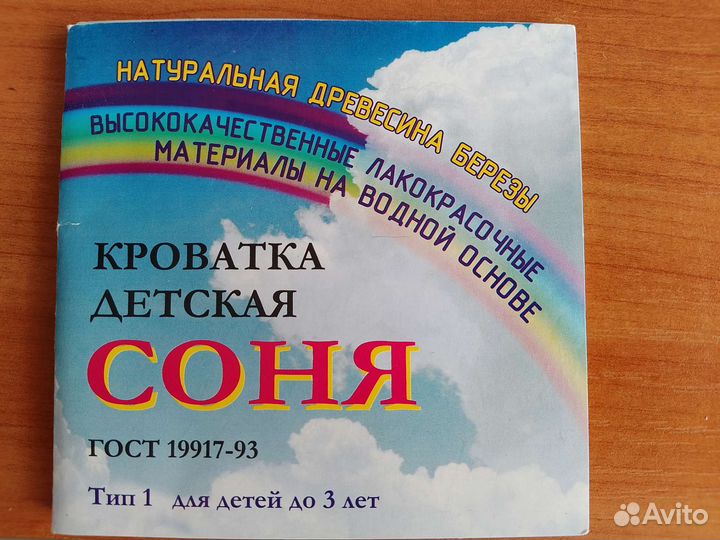 НАТУРАЛЬНАЯ ДРЕВЕСИНА БЕРЕЗЫ
ВЫСОКОКАЧЕСТВЕННЫЕ ЛАКОКРАСОЧНЫЕ
МАТЕРИАЛЫ НА ВОДНОЙ ОСНОВЕ
КРОВАТКА
ДЕТСКАЯ
СОНЯ
ГОСТ 19917-93
Тип 1 для детей до 3 лет
Avito